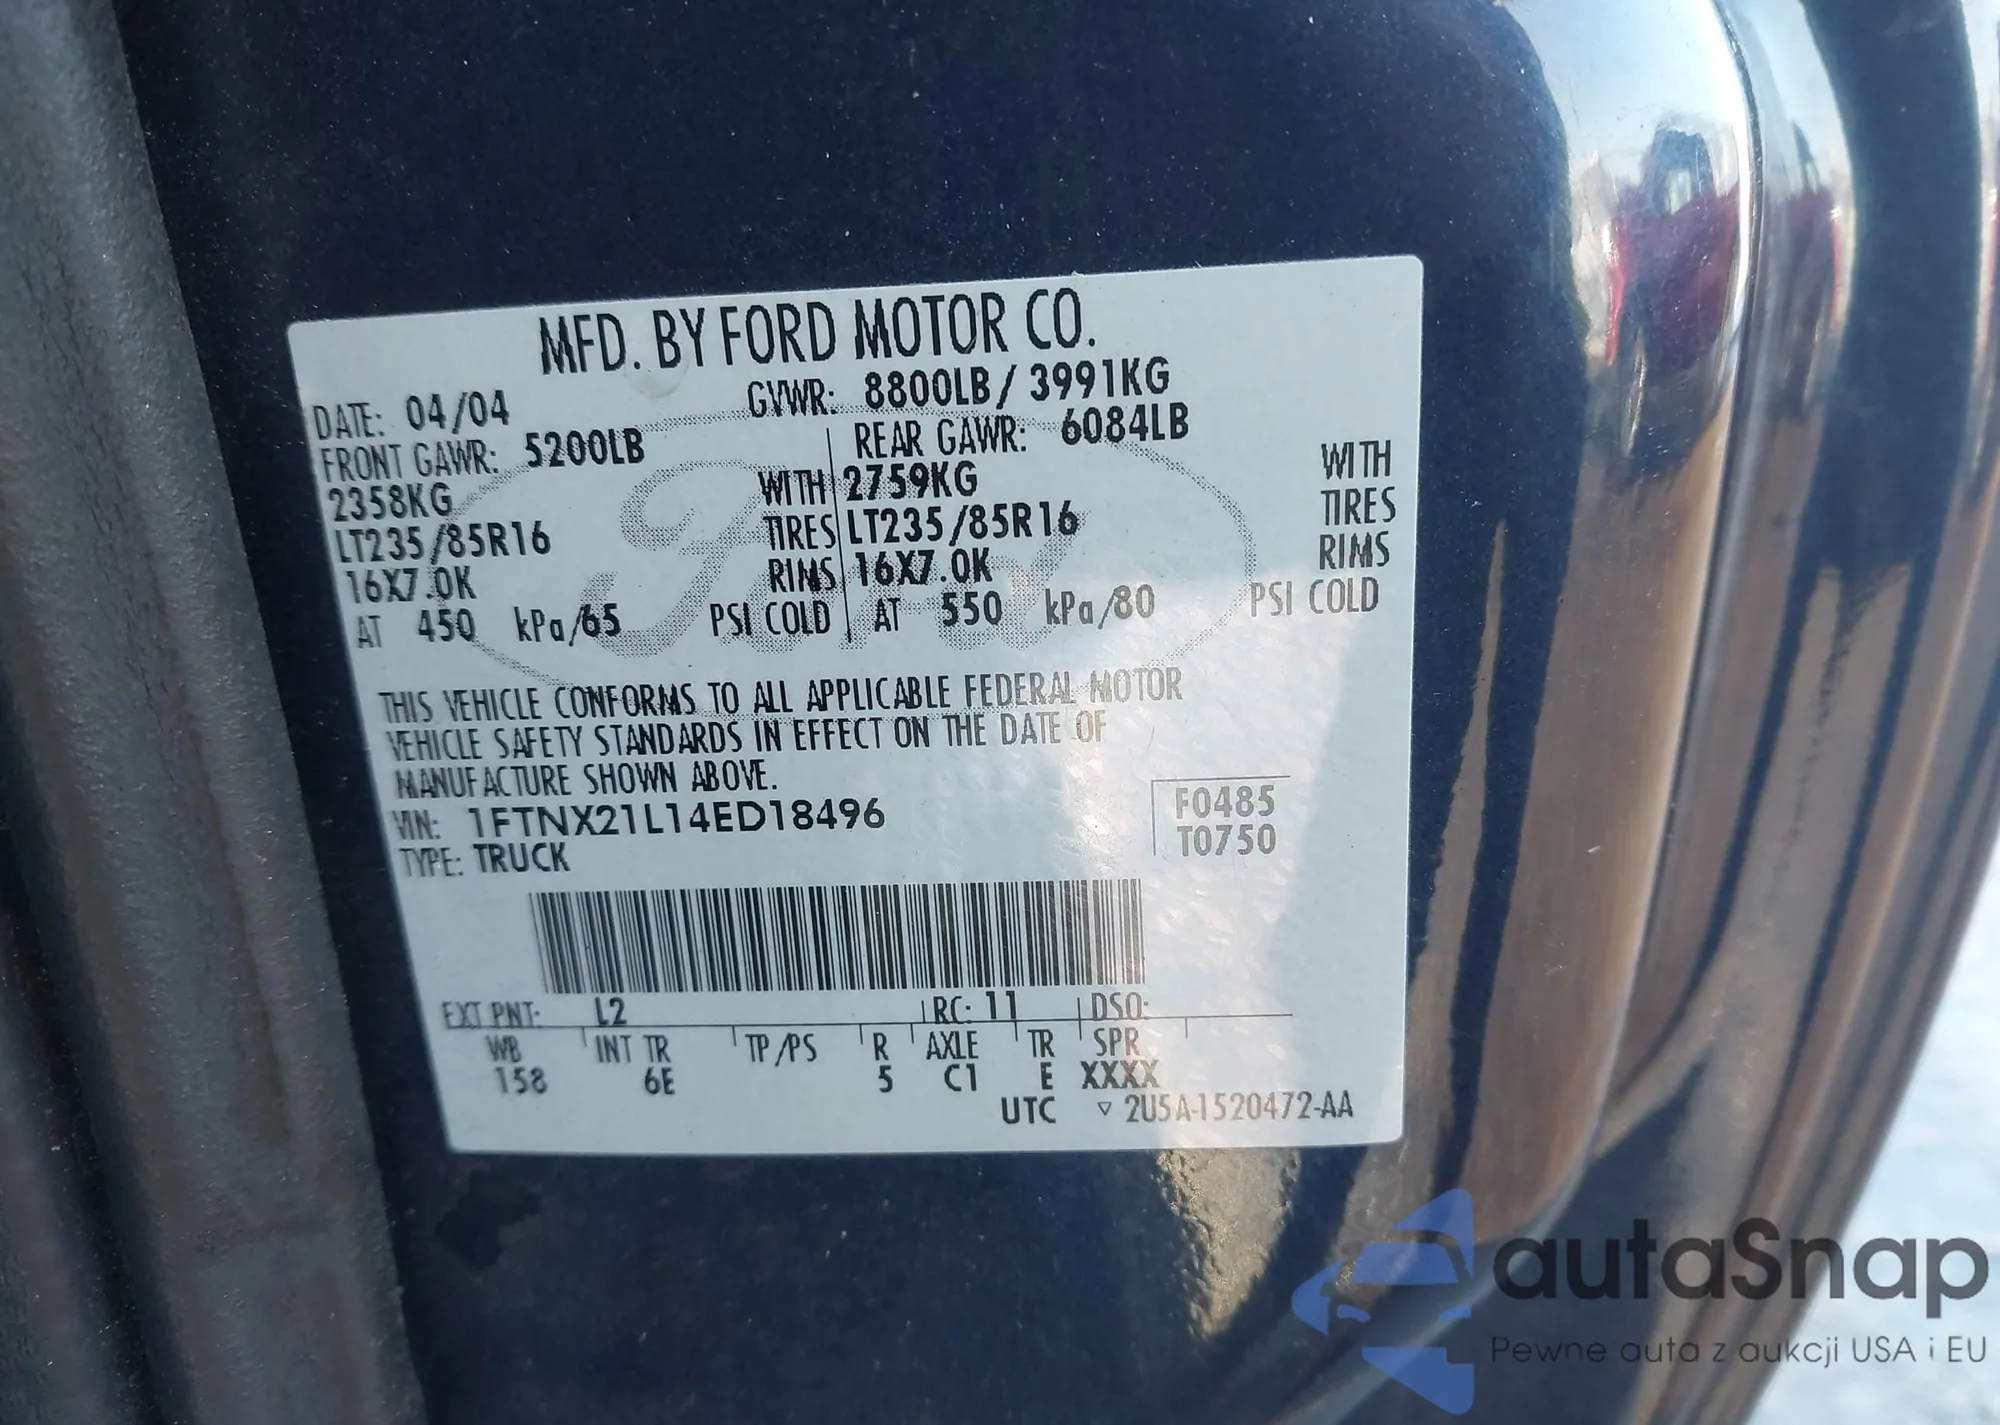 MFD. BY FORD MOTOR CO.
DATE: 04/04 GVWR: 8800LB / 3991KG
FRONT GAWR: 5200LB REAR GAWR: 6084LB
2358KG WITH 2759KG WITH
LT235/85R16 TIRES LT235/85R16 TIRES
16X7.0K RIMS 16X7.0K RIMS
AT 450 kPa/65 PSI COLD AT 550 kPa/80 PSI COLD
Ford
THIS VEHICLE CONFORMS TO ALL APPLICABLE FEDERAL MOTOR
VEHICLE SAFETY STANDARDS IN EFFECT ON THE DATE OF
MANUFACTURE SHOWN ABOVE.
VIN: 1FTNX21L14ED18496 F0485
TYPE: TRUCK T0750
EXT PNT: L2 RC: 11 DSO:
WB INT TR TP/PS R AXLE TR SPR
158 6E 5 C1 E XXXX
UTC ▽ 2U5A-1520472-AA
autaSnap
Pewne auta z aukcji USA i EU